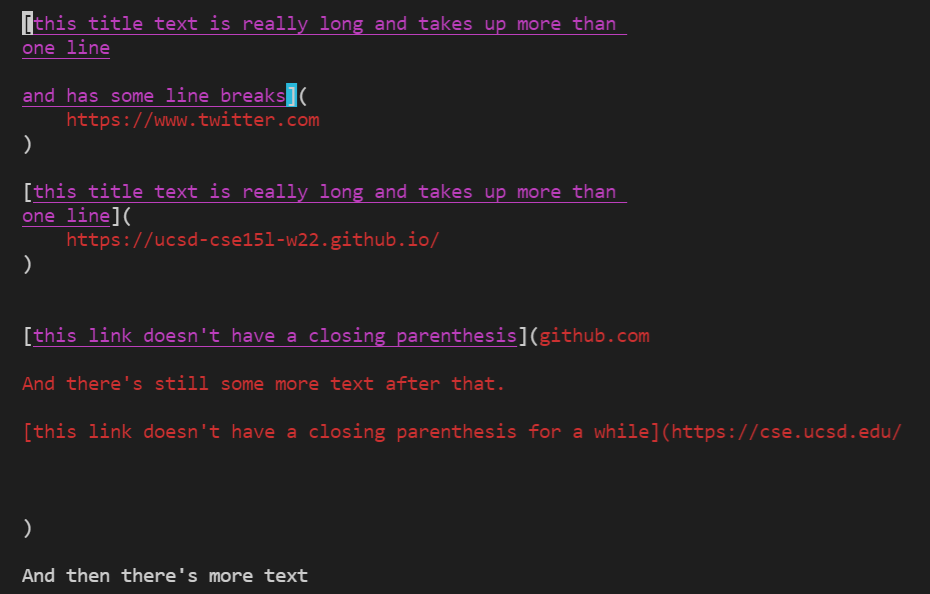 [this title text is really long and takes up more than
one line
and has some line breaks](
https://www.twitter.com
)
[this title text is really long and takes up more than
one line](
https://ucsd-cse15l-w22.github.io/
)
[this link doesn't have a closing parenthesis](github.com
And there's still some more text after that.
[this link doesn't have a closing parenthesis for a while](https://cse.ucsd.edu/
)
And then there's more text